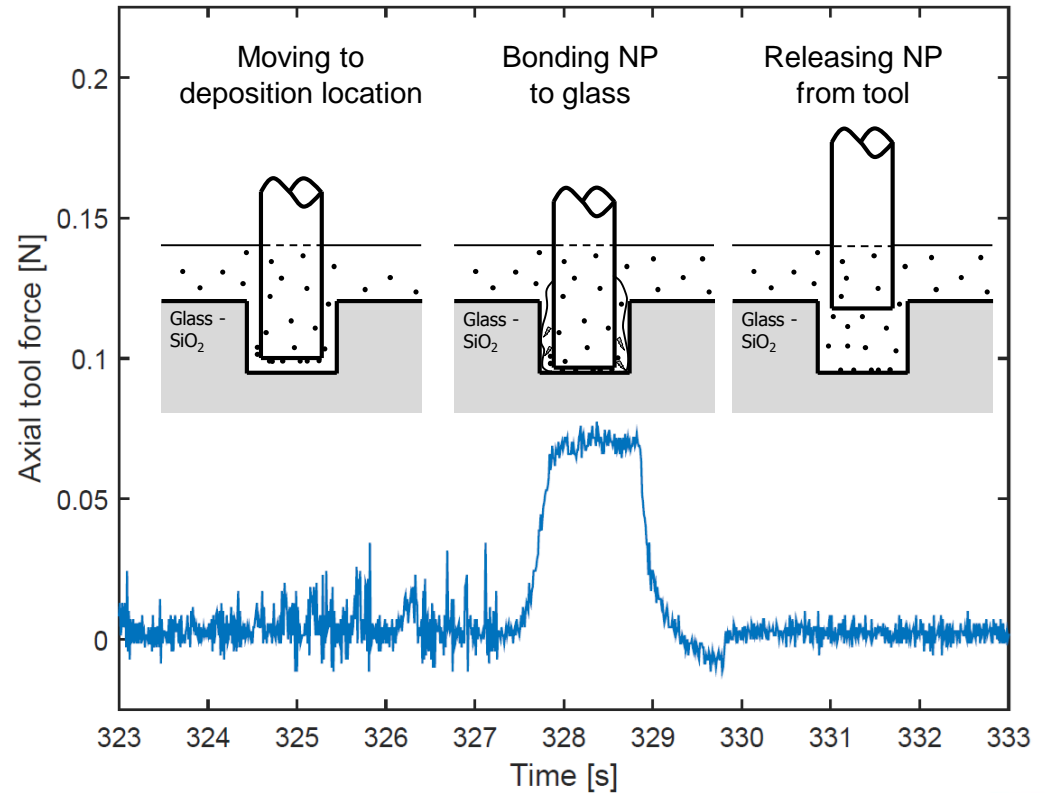 Moving to
deposition location
Bonding NP
to glass
Releasing NP
from tool
Glass -
SiO₂
Glass -
SiO₂
Glass -
SiO₂
Axial tool force [N]
0.2
0.15
0.1
0.05
0
323 324 325 326 327 328 329 330 331 332 333
Time [s]